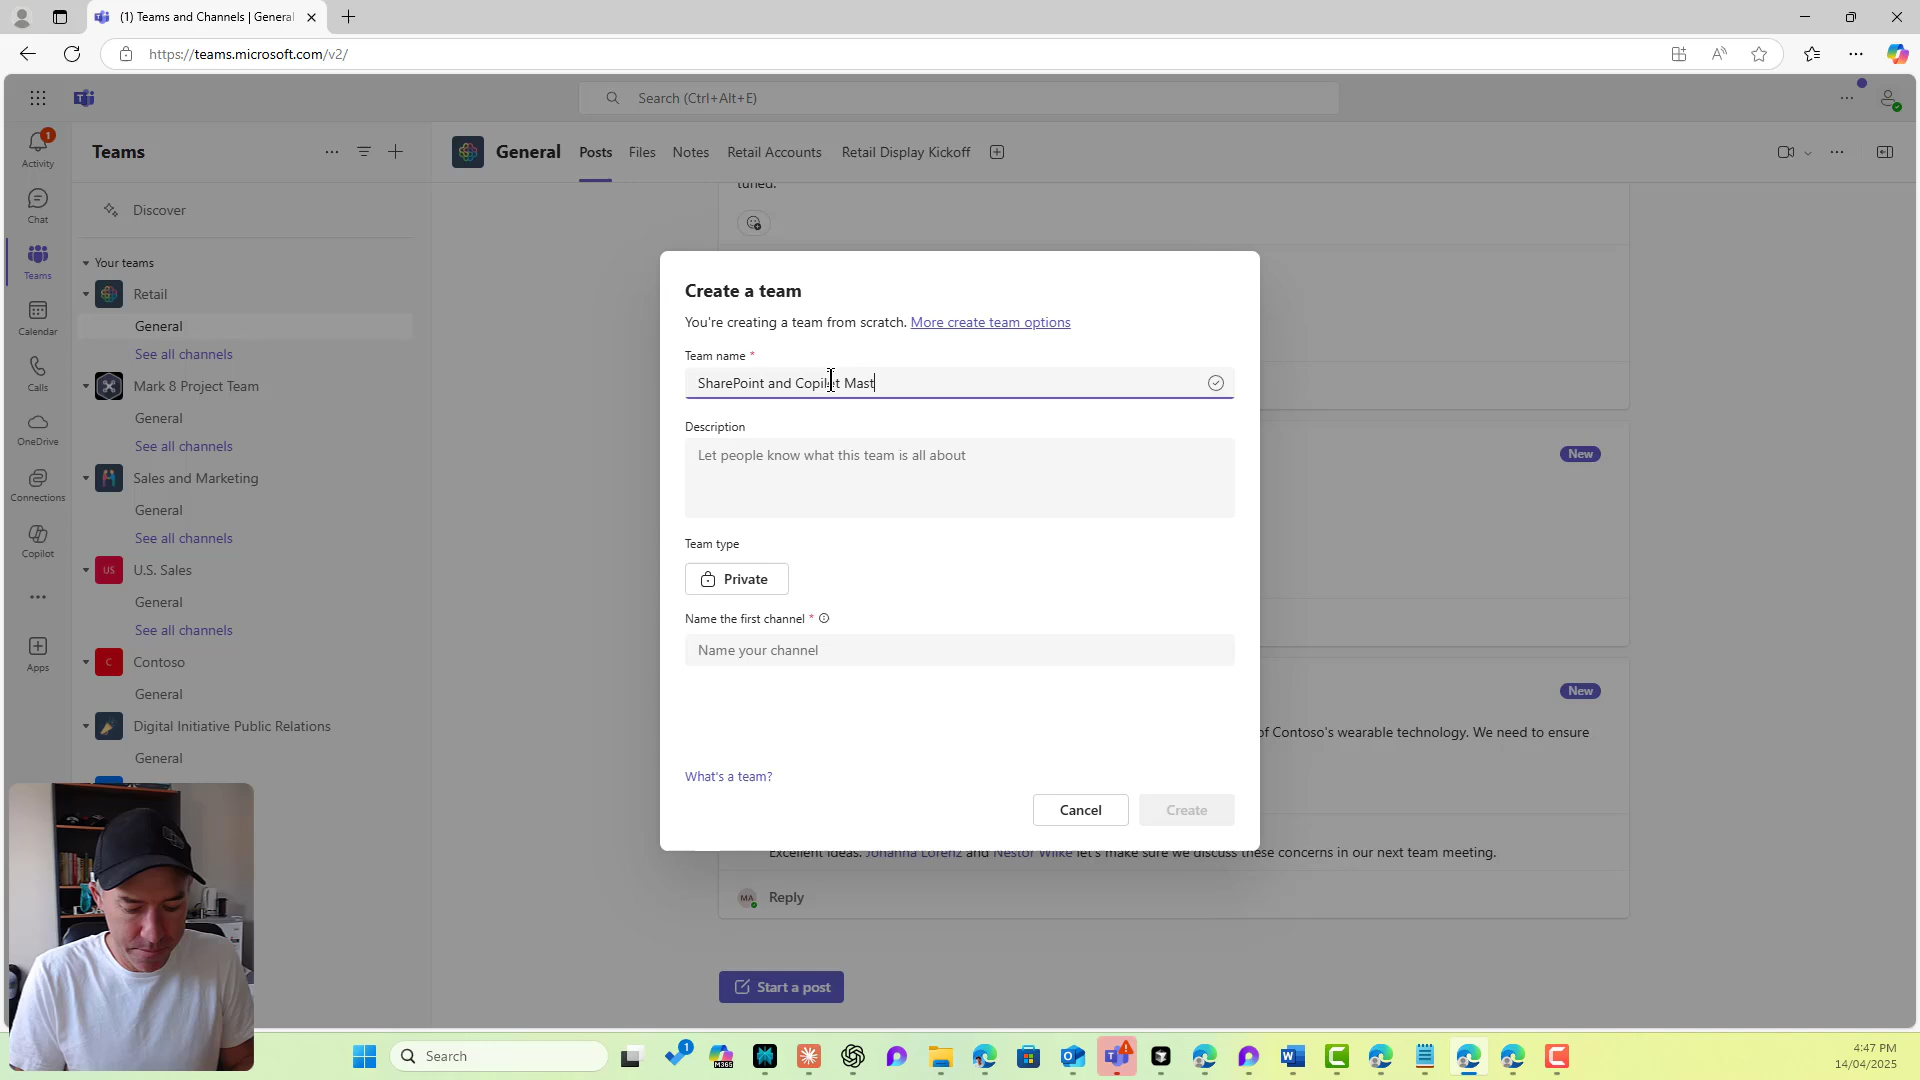 (1) Teams and Channels | General
https://teams.microsoft.com/v2/
Search (Ctrl+Alt+E)
Activity
1
Chat
Teams
Calendar
Calls
OneDrive
Connections
Copilot
Apps
Teams
Discover
Your teams
Retail
General
See all channels
Mark 8 Project Team
General
See all channels
Sales and Marketing
General
See all channels
US U.S. Sales
General
See all channels
C Contoso
General
Digital Initiative Public Relations
General
General Posts Files Notes Retail Accounts Retail Display Kickoff
tuned.
New
New
of Contoso's wearable technology. We need to ensure
Excellent ideas. Johanna Lorenz and Nestor Wilke let's make sure we discuss these concerns in our next team meeting.
MA Reply
Start a post
Create a team
You're creating a team from scratch. More create team options
Team name *
SharePoint and Copilot Mast
Description
Let people know what this team is all about
Team type
Private
Name the first channel *
Name your channel
What's a team?
Cancel Create
Search
1
M365
4:47 PM
14/04/2025